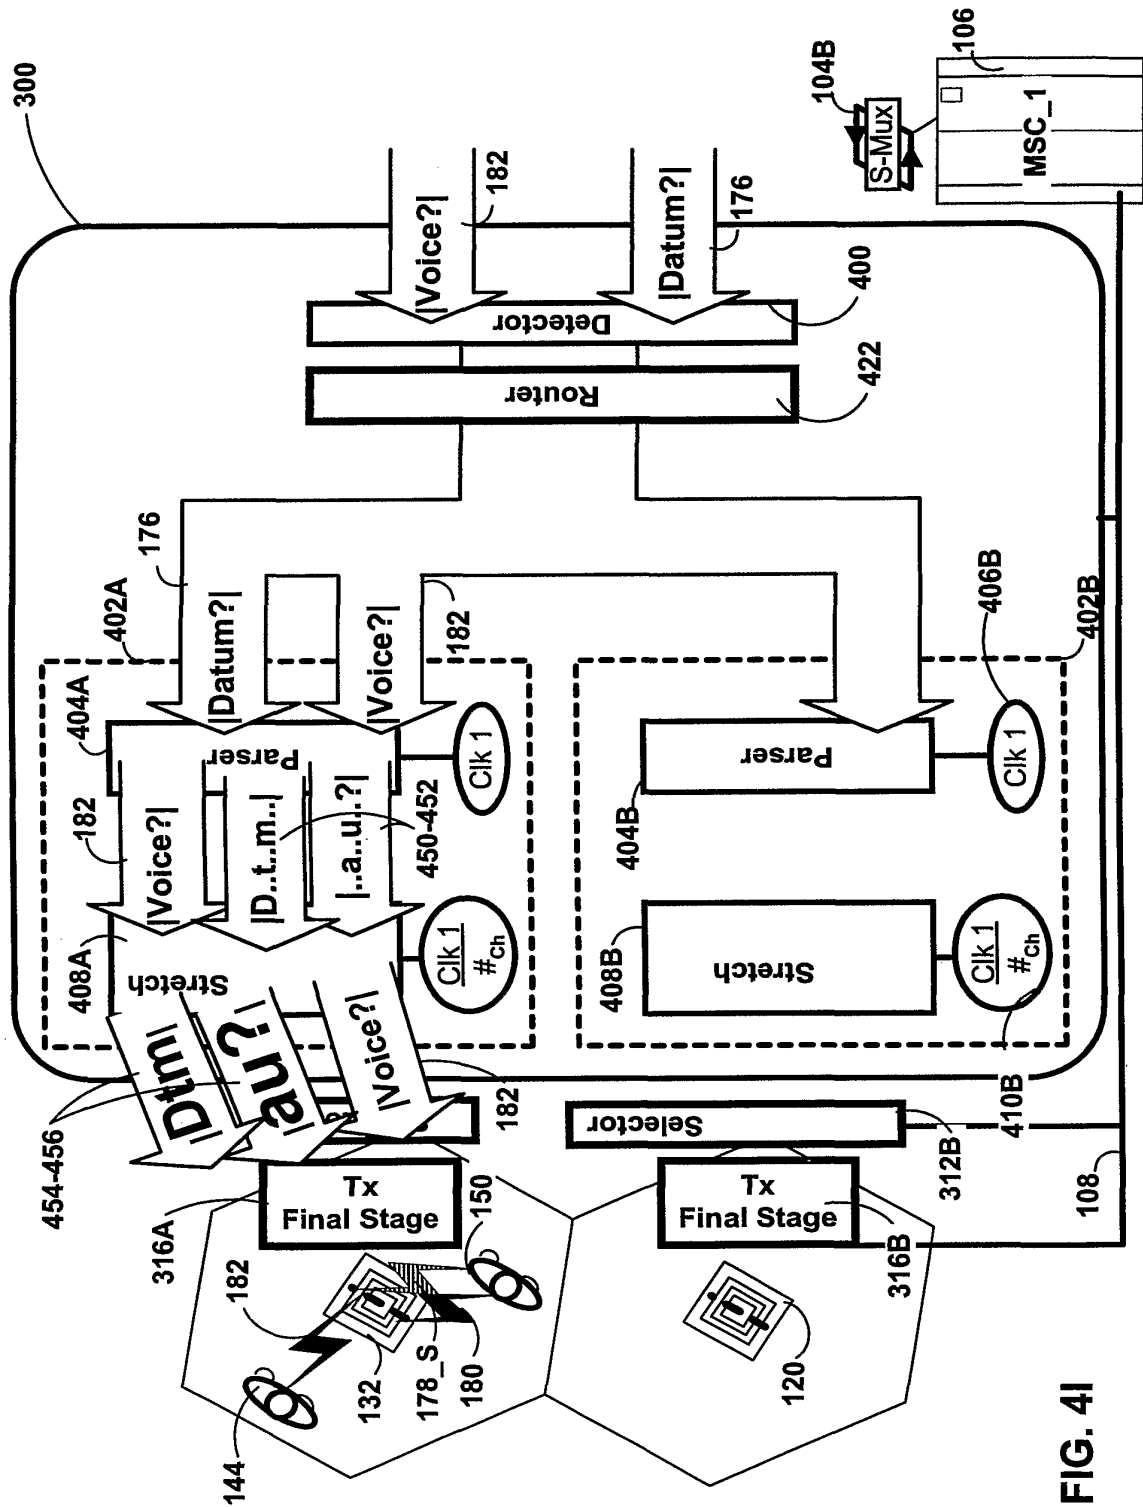 300
104B
106
S-Mux
MSC_1
|Voice?|
182
|Datum?|
176
400
Detector
Router
422
176
402A
|Datum?|
404A
|Voice?|
182
Parser
Clk 1
406B
402B
Parser
Clk 1
404B
182
|Voice?|
|D..t..m..|
|..a..u..?|
450-452
408A
Stretch
Clk 1
#Ch
408B
Stretch
Clk 1
#Ch
410B
|Dtm|
|au?|
|Voice?|
182
454-456
Selector
312B
316A
Tx
Final Stage
Tx
Final Stage
316B
108
150
182
132
178_S
180
144
120
FIG. 4I